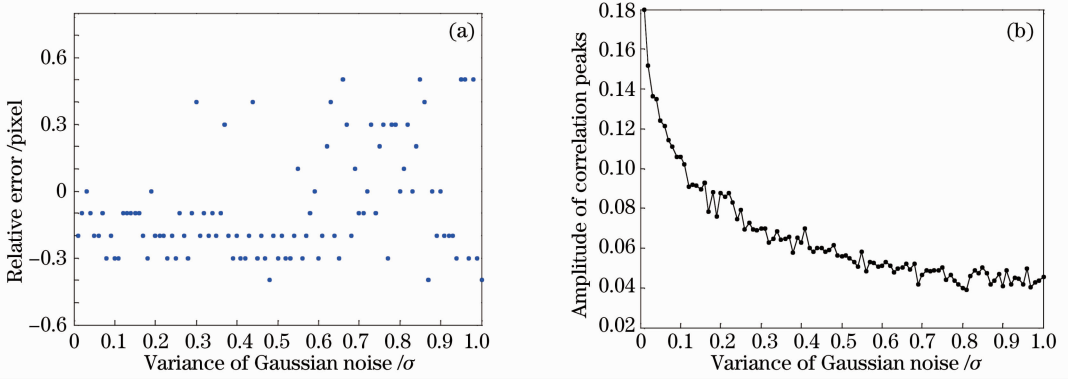 (a)
Relative error /pixel
0.6
0.3
0
−0.3
−0.6
0 0.1 0.2 0.3 0.4 0.5 0.6 0.7 0.8 0.9 1.0
Variance of Gaussian noise /σ
(b)
Amplitude of correlation peaks
0.18
0.16
0.14
0.12
0.10
0.08
0.06
0.04
0.02
0 0.1 0.2 0.3 0.4 0.5 0.6 0.7 0.8 0.9 1.0
Variance of Gaussian noise /σ